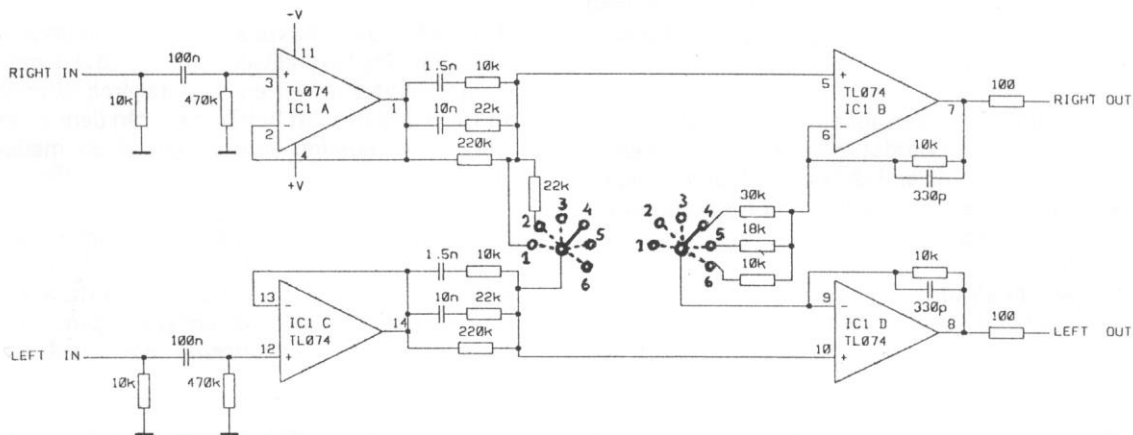 -V
11
100n
RIGHT IN
10k
470k
3
+
TL074
IC1 A
1
2
-
4
+V
1.5n
10k
10n
22k
220k
22k
1
2
3
4
5
6
5
+
TL074
IC1 B
7
6
-
100
RIGHT OUT
10k
330p
1
2
3
4
5
6
30k
18k
10k
13
-
IC1 C
TL074
14
12
+
LEFT IN
100n
10k
470k
1.5n
10k
10n
22k
220k
9
-
IC1 D
TL074
8
10
+
10k
330p
100
LEFT OUT